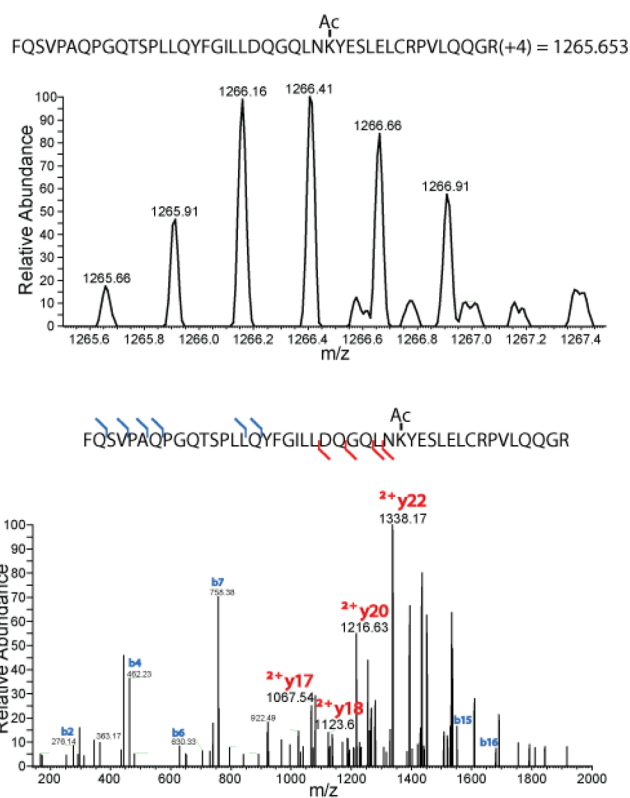 Ac
FQSVPAQPGQTSPLLQYFGILLDQGQLNKYESLELCRPVLQQGR(+4) = 1265.653
1266.16 1266.41
100
90
80
70
60
50
40
30
20
10
0
Relative Abundance
1266.66
1266.91
1265.91
1265.66
1265.6 1265.8 1266.0 1266.2 1266.4 1266.6 1266.8 1267.0 1267.2 1267.4
m/z
Ac
FQSVPAQPGQTSPLLQYFGILLDQGQLNKYESLELCRPVLQQGR
²⁺y22
1338.17
100
90
80
70
60
50
40
30
20
10
0
Relative Abundance
b7
758.38
²⁺y20
1216.63
b4
462.23
²⁺y17
1067.54
²⁺y18
1123.6
922.49
b2
276.14
363.17
b6
630.33
b15
b16
200 400 600 800 1000 1200 1400 1600 1800 2000
m/z